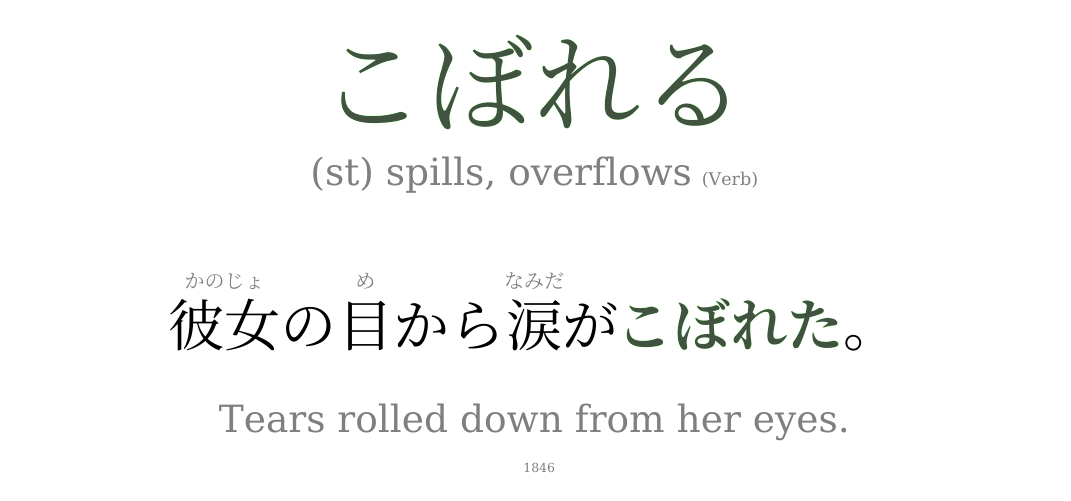 こぼれる
(st) spills, overflows (Verb)
かのじょ め なみだ
彼女の目から涙がこぼれた。
Tears rolled down from her eyes.
1846